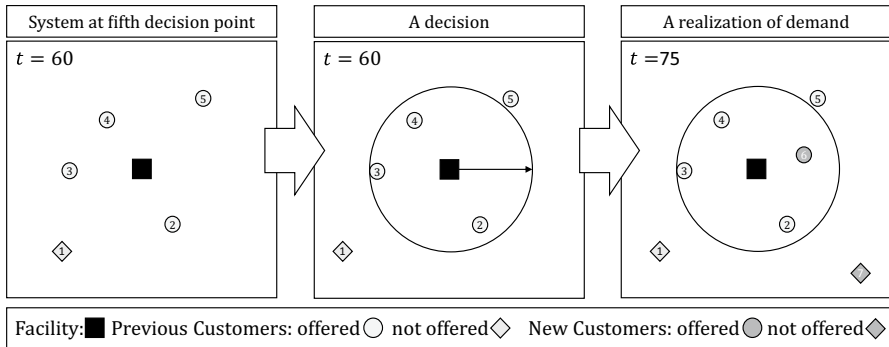 System at fifth decision point
A decision
A realization of demand
t = 60
5
4
3
2
1
t = 60
5
4
3
2
1
t =75
5
4
6
3
2
1
7
Facility: Previous Customers: offered not offered New Customers: offered not offered